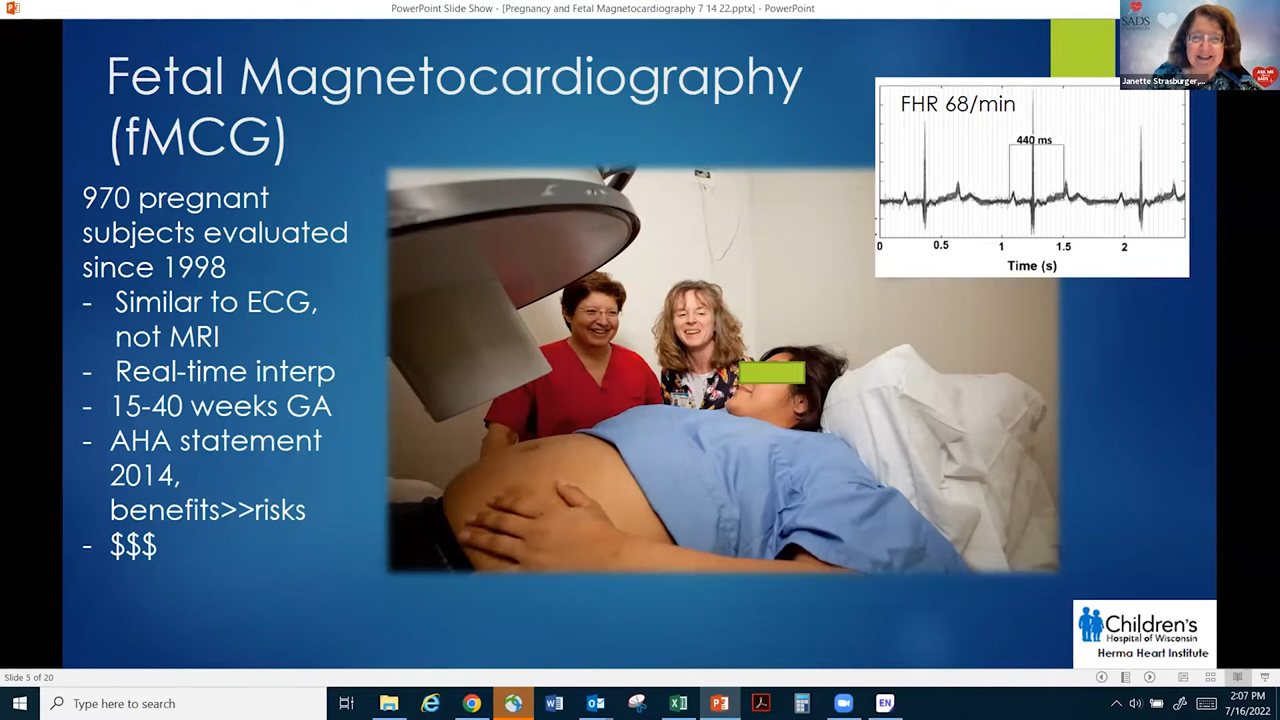 PowerPoint Slide Show - [Pregnancy and Fetal Magnetocardiography 7 14 22.pptx] - PowerPoint
SADS
Janette Strasburger,...
Fetal Magnetocardiography
(fMCG)
970 pregnant
subjects evaluated
since 1998
- Similar to ECG,
not MRI
- Real-time interp
- 15-40 weeks GA
- AHA statement
2014,
benefits>>risks
- $$$
FHR 68/min
440 ms
0 0.5 1 1.5 2
Time (s)
Children's
Hospital of Wisconsin
Herma Heart Institute
Slide 5 of 20
Type here to search
EN
2:07 PM
7/16/2022